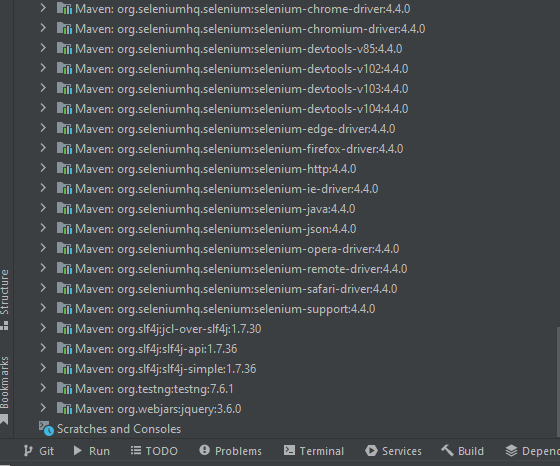 Maven: org.seleniumhq.selenium:selenium-chrome-driver:4.4.0
Maven: org.seleniumhq.selenium:selenium-chromium-driver:4.4.0
Maven: org.seleniumhq.selenium:selenium-devtools-v85:4.4.0
Maven: org.seleniumhq.selenium:selenium-devtools-v102:4.4.0
Maven: org.seleniumhq.selenium:selenium-devtools-v103:4.4.0
Maven: org.seleniumhq.selenium:selenium-devtools-v104:4.4.0
Maven: org.seleniumhq.selenium:selenium-edge-driver:4.4.0
Maven: org.seleniumhq.selenium:selenium-firefox-driver:4.4.0
Maven: org.seleniumhq.selenium:selenium-http:4.4.0
Maven: org.seleniumhq.selenium:selenium-ie-driver:4.4.0
Maven: org.seleniumhq.selenium:selenium-java:4.4.0
Maven: org.seleniumhq.selenium:selenium-json:4.4.0
Maven: org.seleniumhq.selenium:selenium-opera-driver:4.4.0
Maven: org.seleniumhq.selenium:selenium-remote-driver:4.4.0
Maven: org.seleniumhq.selenium:selenium-safari-driver:4.4.0
Maven: org.seleniumhq.selenium:selenium-support:4.4.0
Maven: org.slf4j:jcl-over-slf4j:1.7.30
Maven: org.slf4j:slf4j-api:1.7.36
Maven: org.slf4j:slf4j-simple:1.7.36
Maven: org.testng:testng:7.6.1
Maven: org.webjars:jquery:3.6.0
Scratches and Consoles
Structure
Bookmarks
Git Run TODO Problems Terminal Services Build Depen